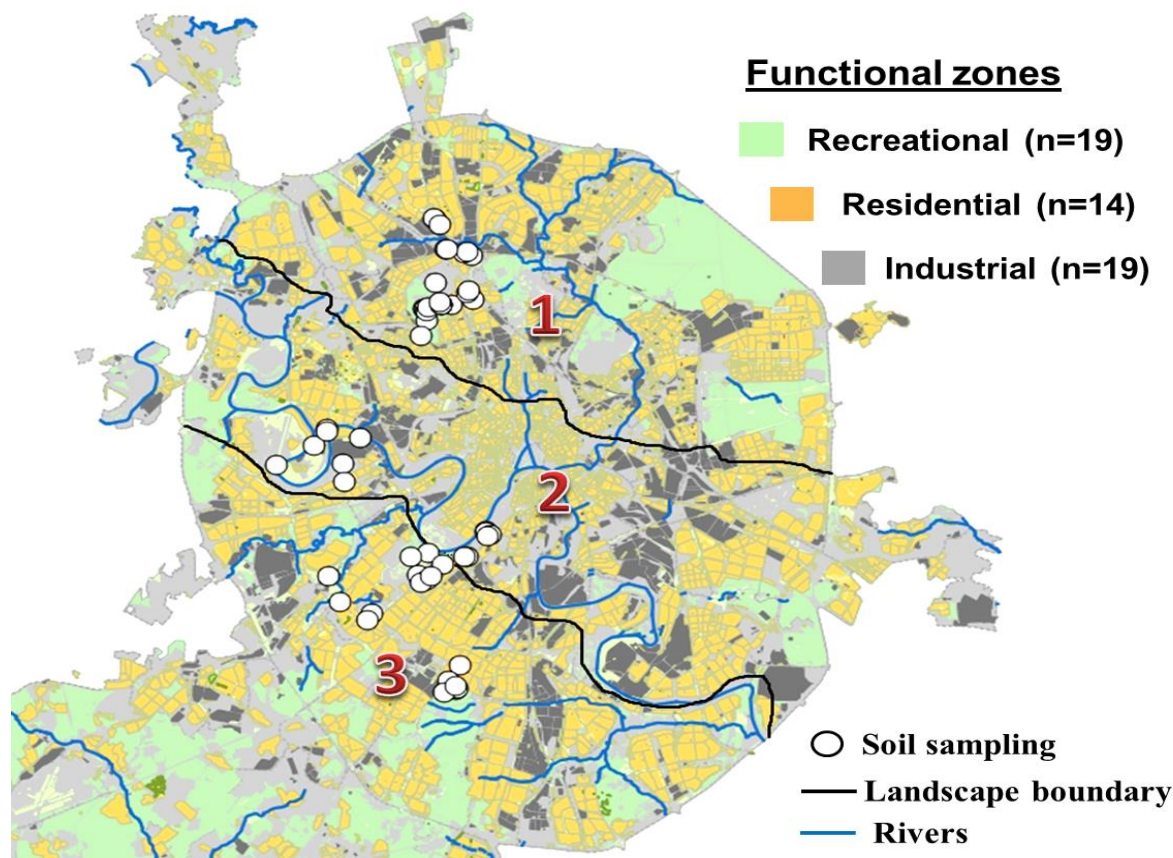 Functional zones
Recreational (n=19)
Residential (n=14)
Industrial (n=19)
1
2
3
Soil sampling
Landscape boundary
Rivers